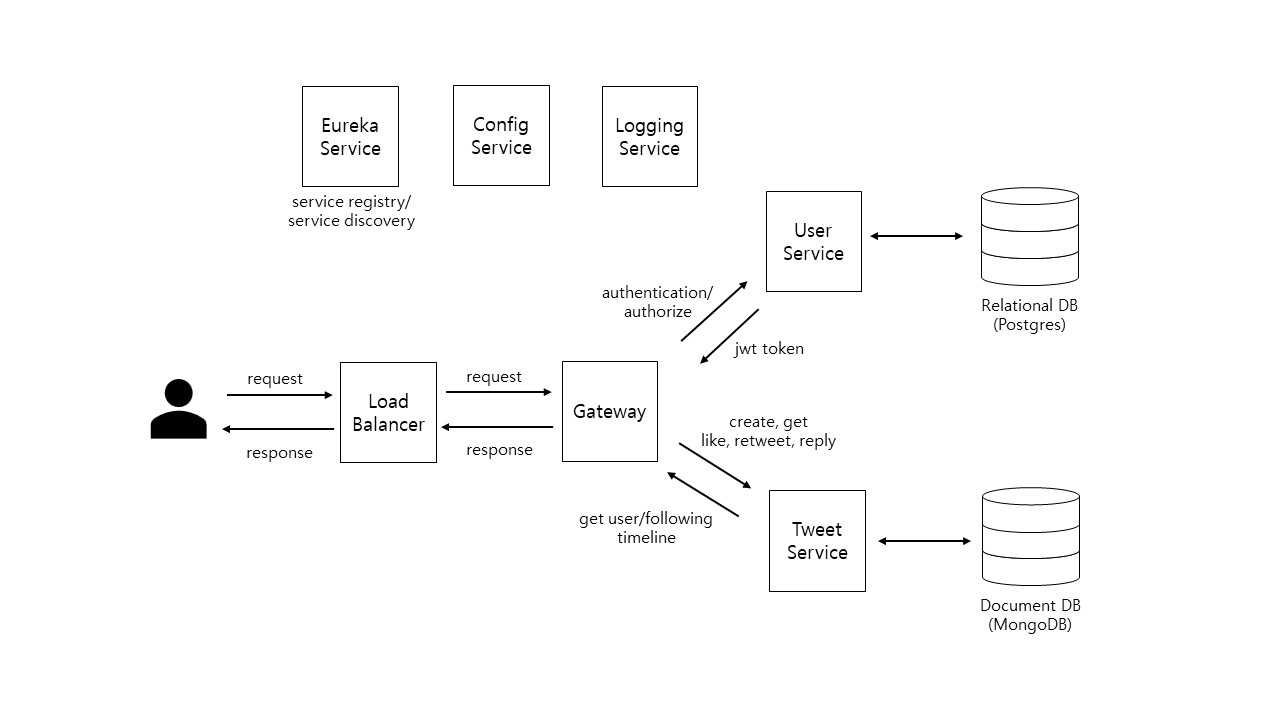 Eureka
Service
Config
Service
Logging
Service
service registry/
service discovery
User
Service
Relational DB
(Postgres)
authentication/
authorize
jwt token
request
request
Load
Balancer
Gateway
response
response
create, get
like, retweet, reply
get user/following
timeline
Tweet
Service
Document DB
(MongoDB)